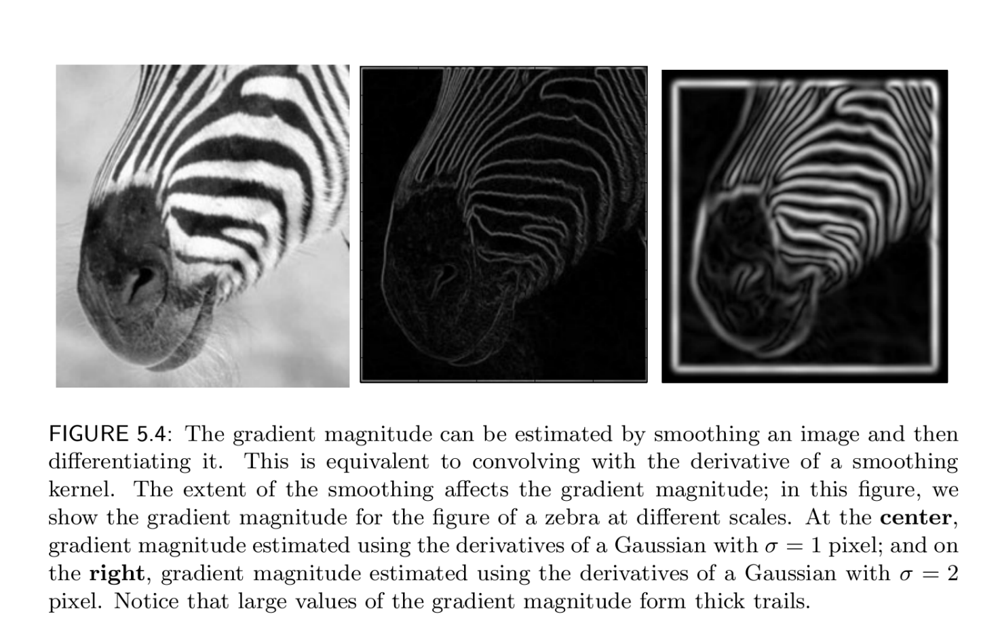 FIGURE 5.4: The gradient magnitude can be estimated by smoothing an image and then
differentiating it. This is equivalent to convolving with the derivative of a smoothing
kernel. The extent of the smoothing affects the gradient magnitude; in this figure, we
show the gradient magnitude for the figure of a zebra at different scales. At the center,
gradient magnitude estimated using the derivatives of a Gaussian with σ = 1 pixel; and on
the right, gradient magnitude estimated using the derivatives of a Gaussian with σ = 2
pixel. Notice that large values of the gradient magnitude form thick trails.